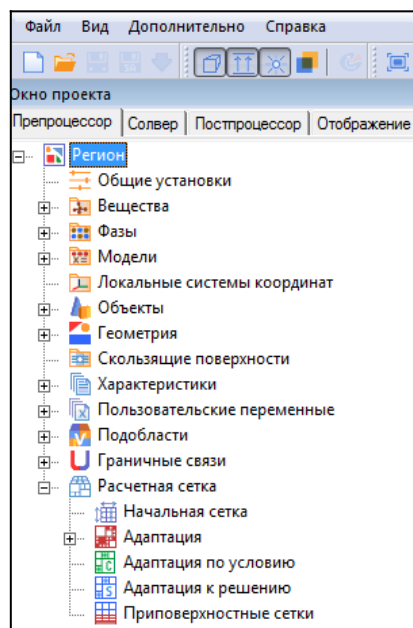 Файл Вид Дополнительно Справка
Окно проекта
Препроцессор Солвер Постпроцессор Отображение
Регион
Общие установки
Вещества
Фазы
Модели
Локальные системы координат
Объекты
Геометрия
Скользящие поверхности
Характеристики
Пользовательские переменные
Подобласти
Граничные связи
Расчетная сетка
Начальная сетка
Адаптация
Адаптация по условию
Адаптация к решению
Приповерхностные сетки